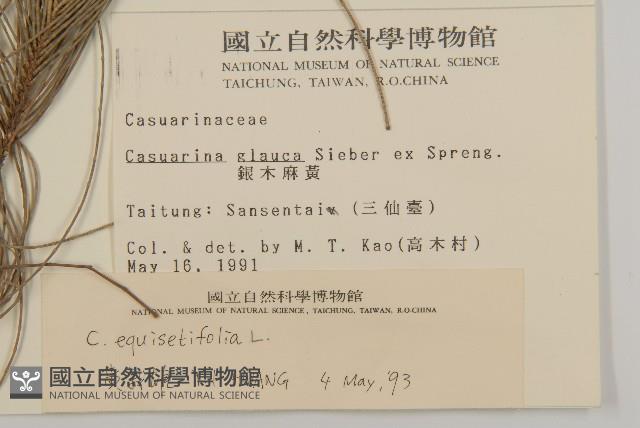 國立自然科學博物館
NATIONAL MUSEUM OF NATURAL SCIENCE
TAICHUNG, TAIWAN, R.O.CHINA
Casuarinaceae
Casuarina glauca Sieber ex Spreng.
銀木麻黃
Taitung: Sansentai (三仙臺)
Col. & det. by M. T. Kao(高木村)
May 16, 1991
國立自然科學博物館
NATIONAL MUSEUM OF NATURAL SCIENCE, TAICHUNG, TAIWAN, R.O.CHINA
C. equisetifolia L.
4 May, '93
國立自然科學博物館
NATIONAL MUSEUM OF NATURAL SCIENCE